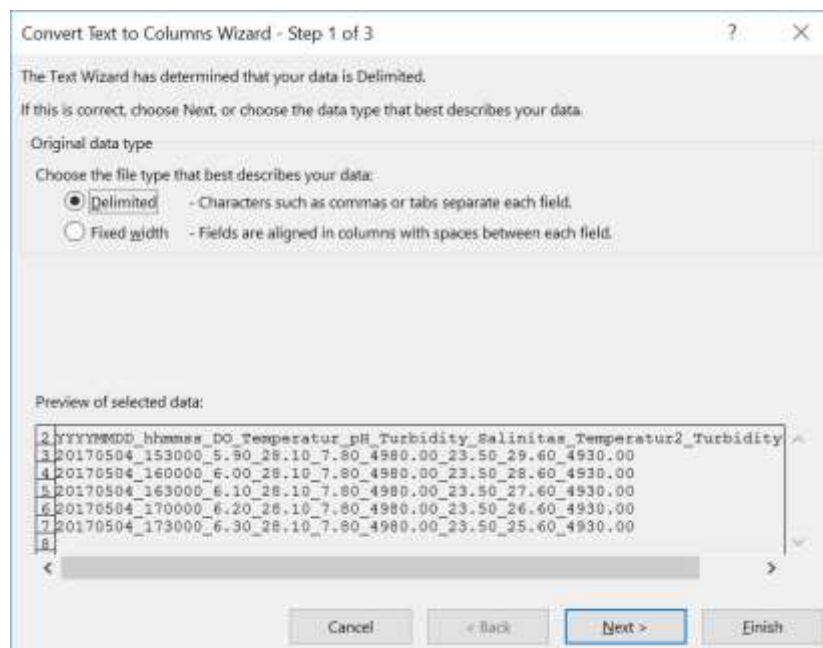 Convert Text to Columns Wizard - Step 1 of 3 ? ×
The Text Wizard has determined that your data is Delimited.
If this is correct, choose Next, or choose the data type that best describes your data.
Original data type
Choose the file type that best describes your data:
Delimited - Characters such as commas or tabs separate each field.
Fixed width - Fields are aligned in columns with spaces between each field.
Preview of selected data:
2 YYYYMMDD_hhmmss_DO_Temperatur_pH_Turbidity_Salinitas_Temperatur2_Turbidity
3 20170504_153000_5.90_28.10_7.80_4980.00_23.50_29.60_4930.00
4 20170504_160000_6.00_28.10_7.80_4980.00_23.50_28.60_4930.00
5 20170504_163000_6.10_28.10_7.80_4980.00_23.50_27.60_4930.00
6 20170504_170000_6.20_28.10_7.80_4980.00_23.50_26.60_4930.00
7 20170504_173000_6.30_28.10_7.80_4980.00_23.50_25.60_4930.00
8
Cancel < Back Next > Finish